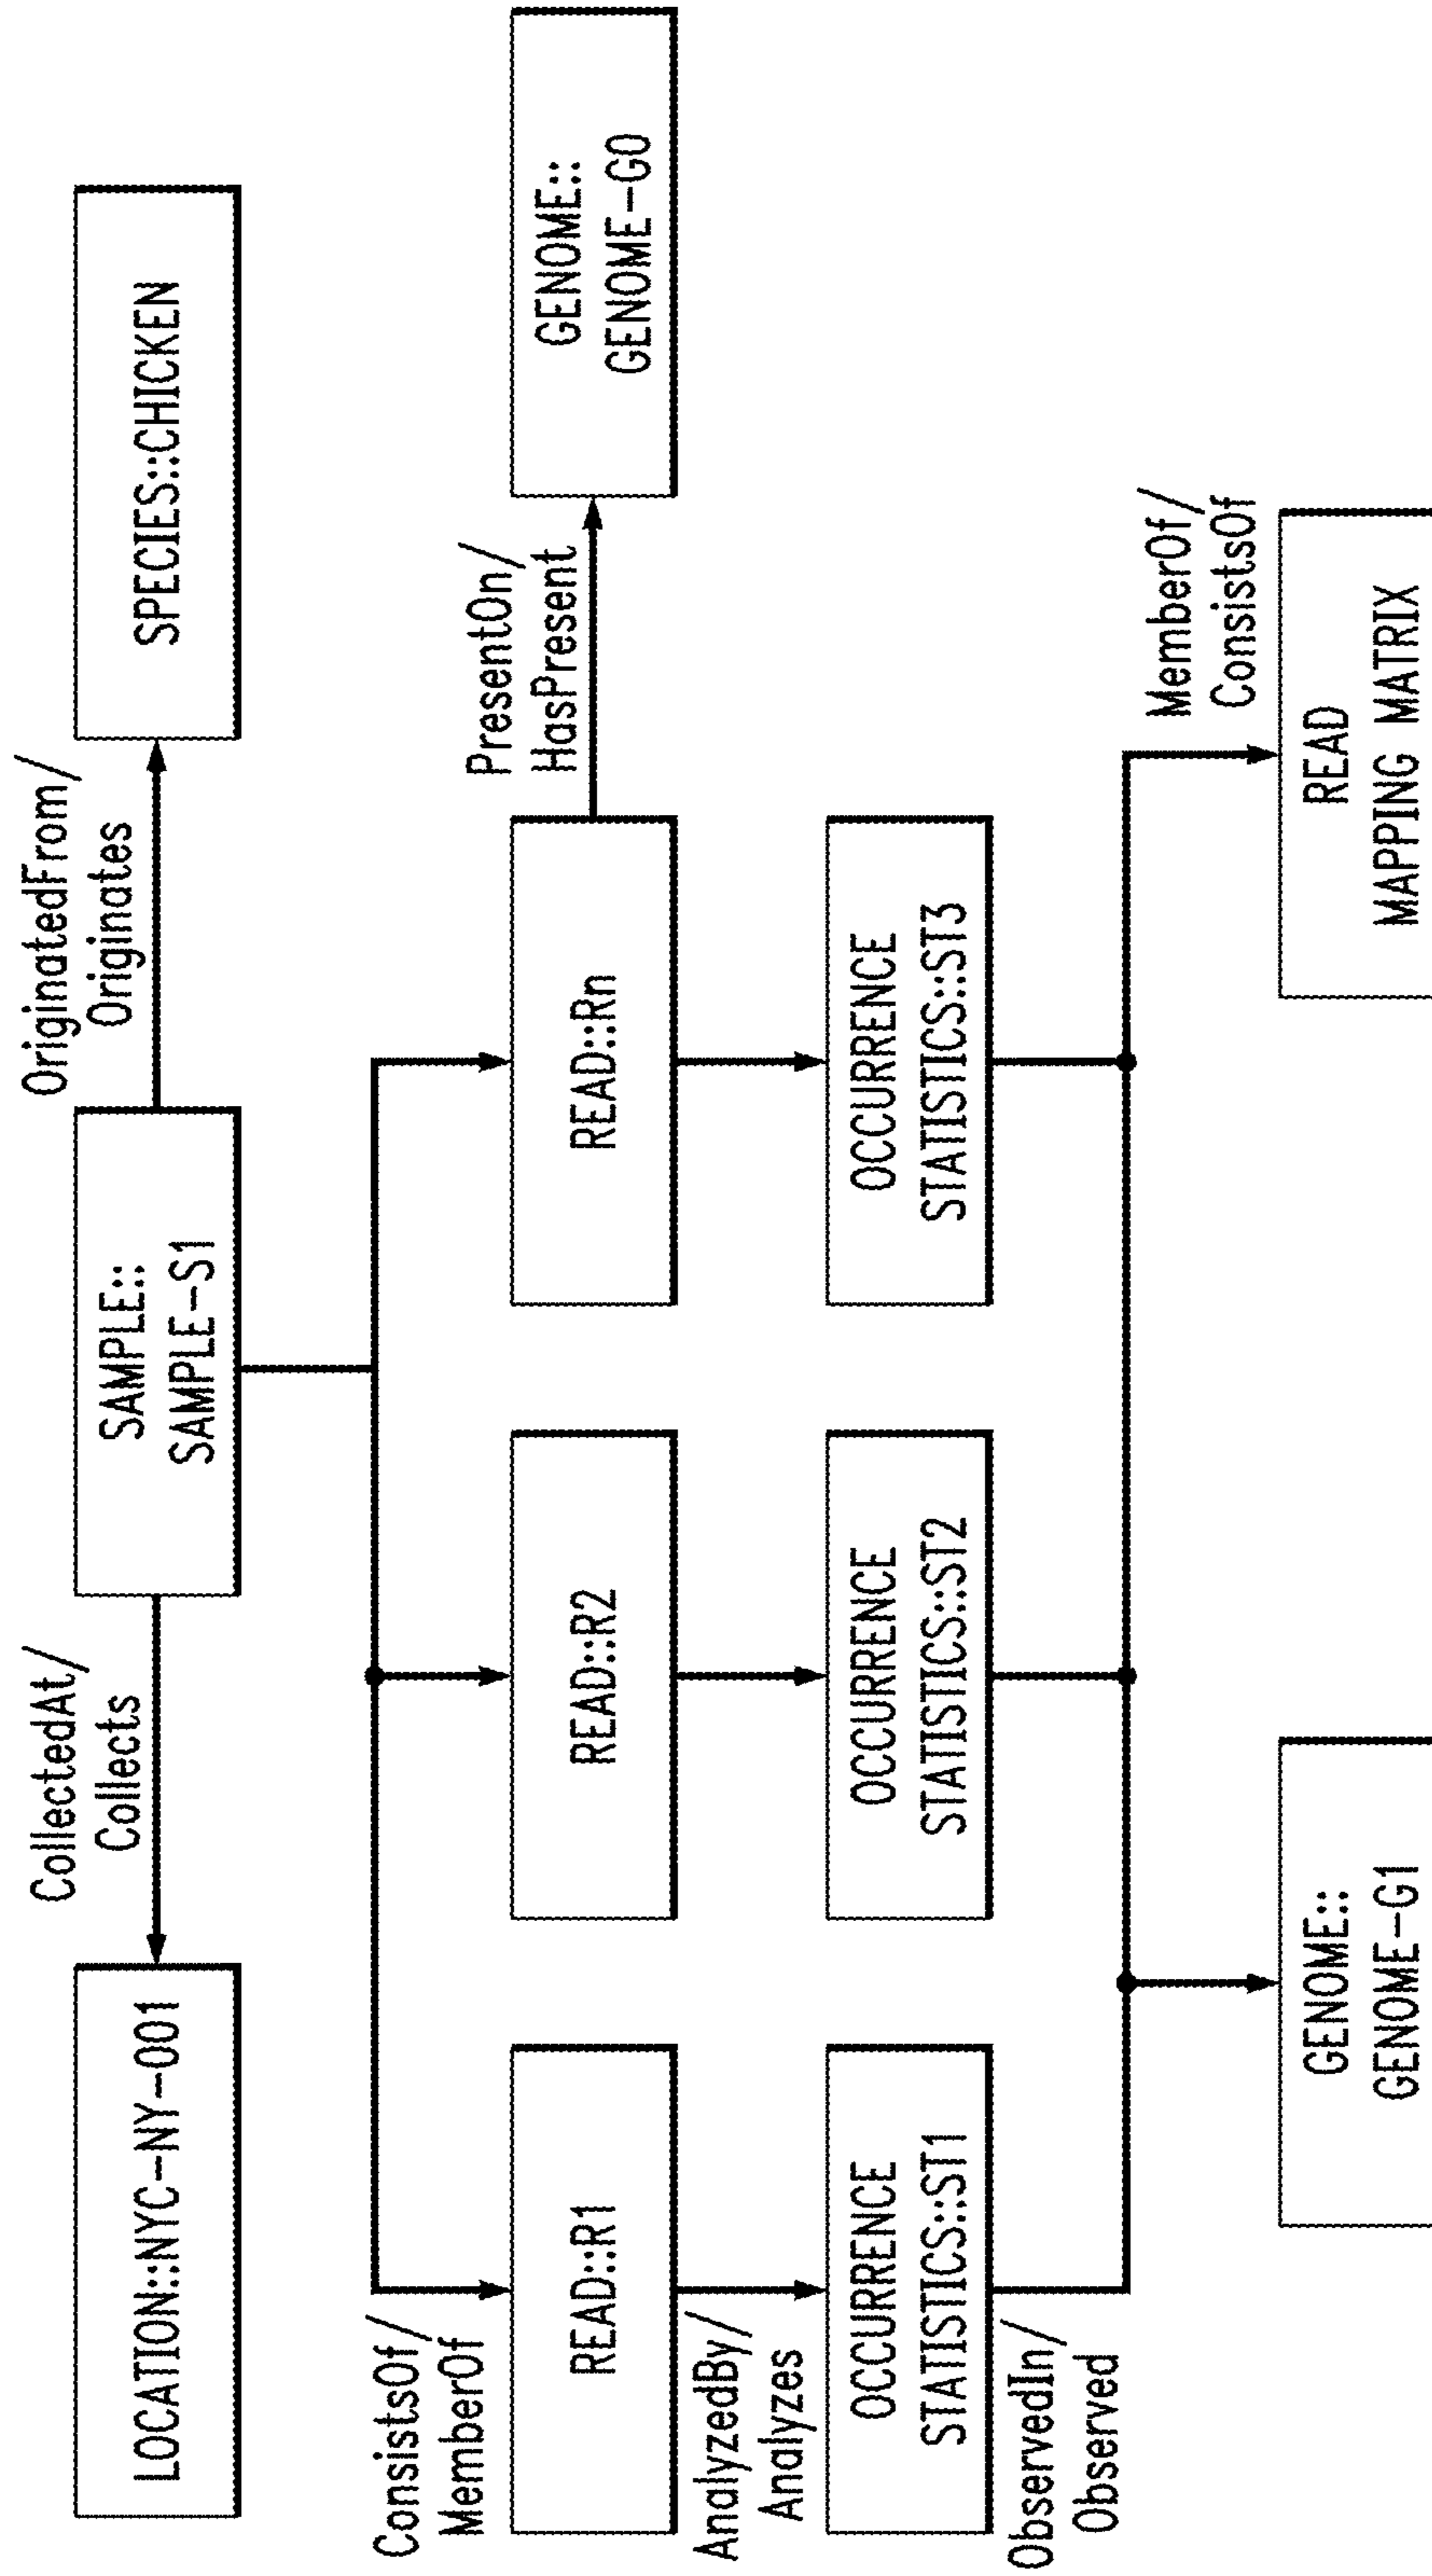 CollectedAt/
Collects
OriginatedFrom/
Originates
LOCATION::NYC-NY-001
SAMPLE::
SAMPLE-S1
SPECIES::CHICKEN
ConsistsOf/
MemberOf
PresentOn/
HasPresent
READ::R1
READ::R2
READ::Rn
GENOME::
GENOME-G0
AnalyzedBy/
Analyzes
OCCURRENCE
STATISTICS::ST1
OCCURRENCE
STATISTICS::ST2
OCCURRENCE
STATISTICS::ST3
ObservedIn/
Observed
MemberOf/
ConsistsOf
GENOME::
GENOME-G1
READ
MAPPING MATRIX